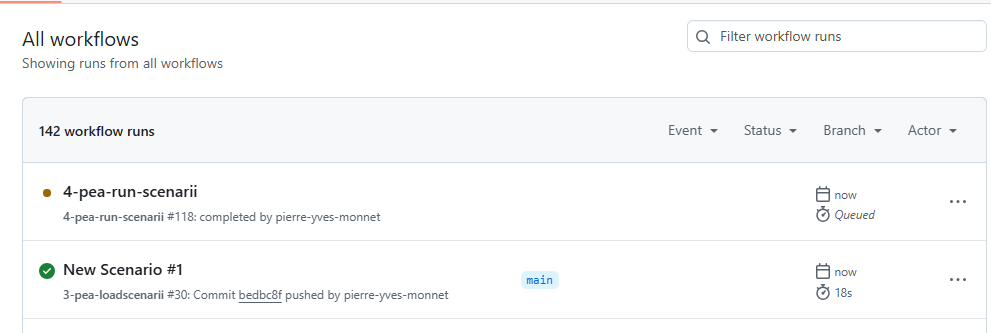 All workflows
Filter workflow runs
Showing runs from all workflows
142 workflow runs
Event
Status
Branch
Actor
4-pea-run-scenarii
4-pea-run-scenarii #118: completed by pierre-yves-monnet
now
Queued
New Scenario #1
3-pea-loadscenarii #30: Commit bedbc8f pushed by pierre-yves-monnet
main
now
18s